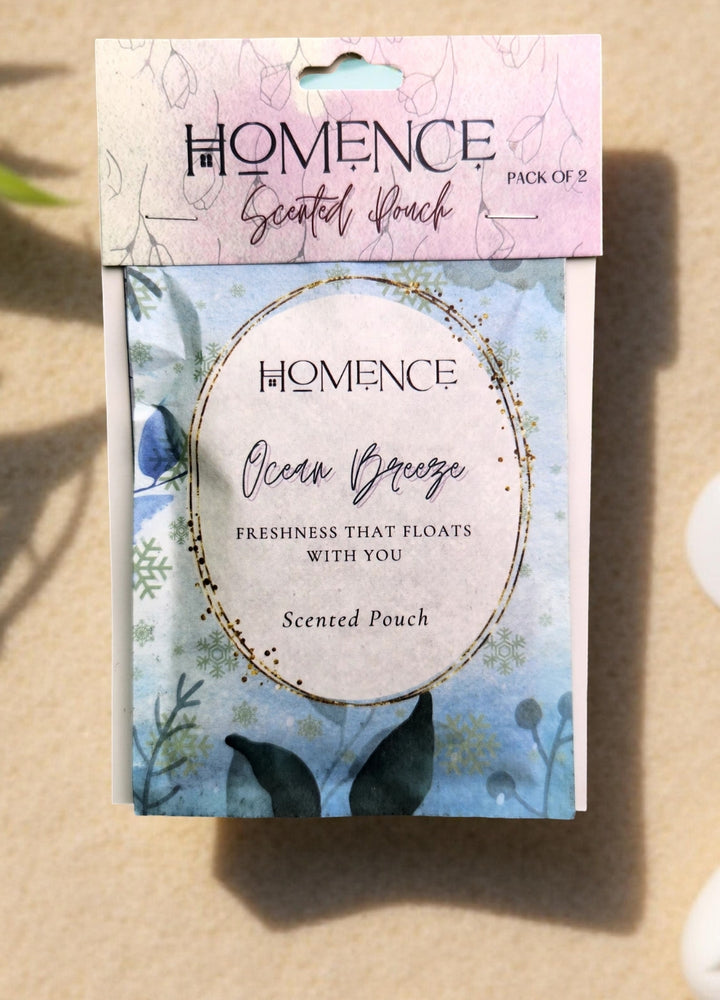 HOMENCE
PACK OF 2
Scented Pouch
HOMENCE
Ocean Breeze
FRESHNESS THAT FLOATS
WITH YOU
Scented Pouch